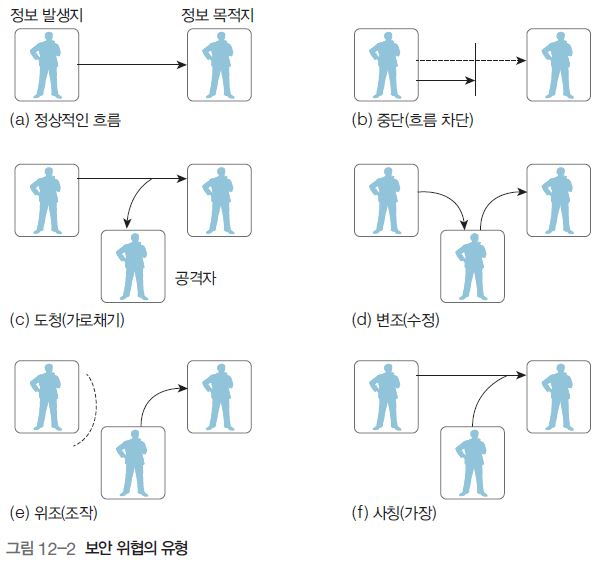 정보 발생지
정보 목적지
(a) 정상적인 흐름
(b) 중단(흐름 차단)
공격자
(c) 도청(가로채기)
(d) 변조(수정)
(e) 위조(조작)
(f) 사칭(가장)
그림 12-2 보안 위협의 유형